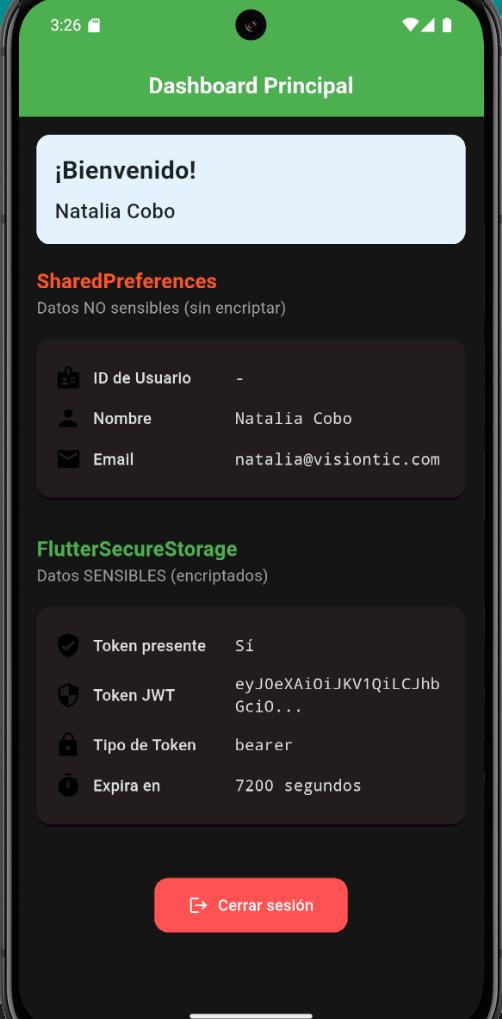 3:26
Dashboard Principal
¡Bienvenido!
Natalia Cobo
SharedPreferences
Datos NO sensibles (sin encriptar)
ID de Usuario -
Nombre Natalia Cobo
Email natalia@visiontic.com
FlutterSecureStorage
Datos SENSIBLES (encriptados)
Token presente Sí
Token JWT eyJ0eXAiOiJKV1QiLCJhb
GciO...
Tipo de Token bearer
Expira en 7200 segundos
Cerrar sesión